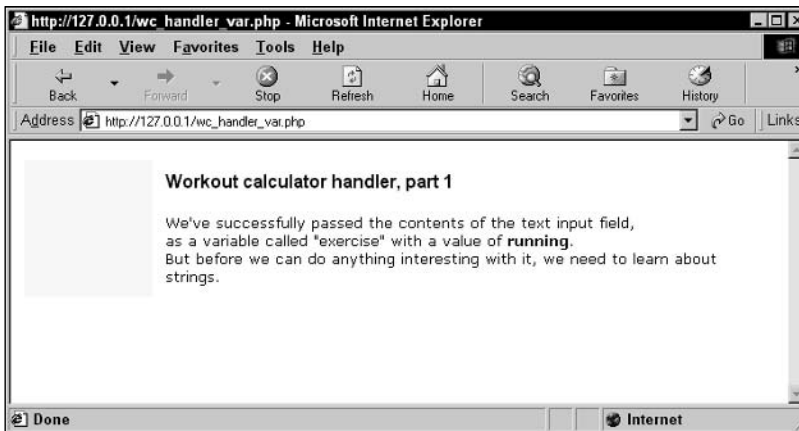 http://127.0.0.1/wc_handler_var.php - Microsoft Internet Explorer
File Edit View Favorites Tools Help
Back Forward Stop Refresh Home Search Favorites History
Address http://127.0.0.1/wc_handler_var.php Go Links
Workout calculator handler, part 1
We've successfully passed the contents of the text input field,
as a variable called "exercise" with a value of running.
But before we can do anything interesting with it, we need to learn about
strings.
Done Internet